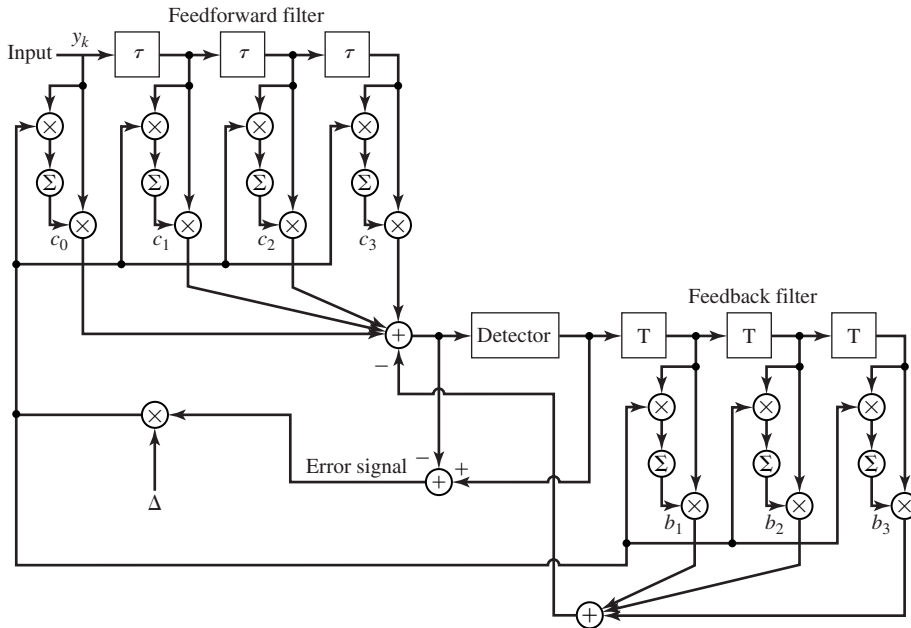 Feedforward filter
Input
y_k
τ
τ
τ
×
×
×
×
Σ
Σ
Σ
Σ
×
×
×
×
c_0
c_1
c_2
c_3
Feedback filter
+
Detector
T
T
T
−
×
×
×
×
Error signal
−
+
+
Σ
Σ
Σ
Δ
×
×
×
b_1
b_2
b_3
+